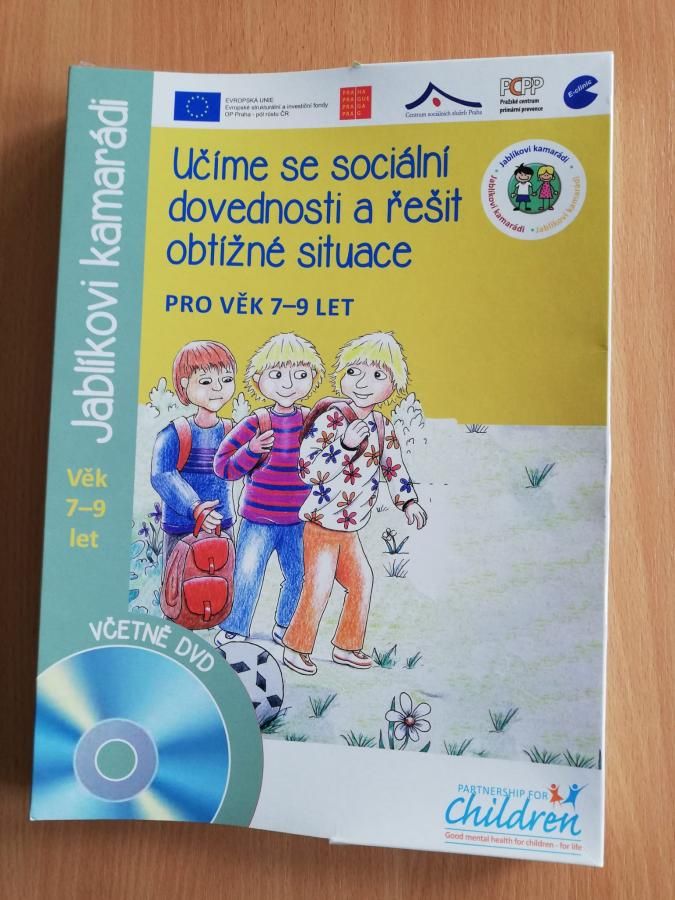 EVROPSKÁ UNIE
Evropské strukturální a investiční fondy
OP Praha - pól růstu ČR
PRA HA
PRA GUE
PRA GA
PRA G
Centrum sociálních služeb Praha
PCPP
Pražské centrum
primární prevence
E-clinic
Učíme se sociální
dovednosti a řešit
obtížné situace
PRO VĚK 7–9 LET
Jablíkovi kamarádi
Jablíkovi kamarádi
Jablíkovi kamarádi
Jablíkovi kamarádi
Věk
7–9
let
VČETNĚ DVD
PARTNERSHIP FOR
children
Good mental health for children - for life